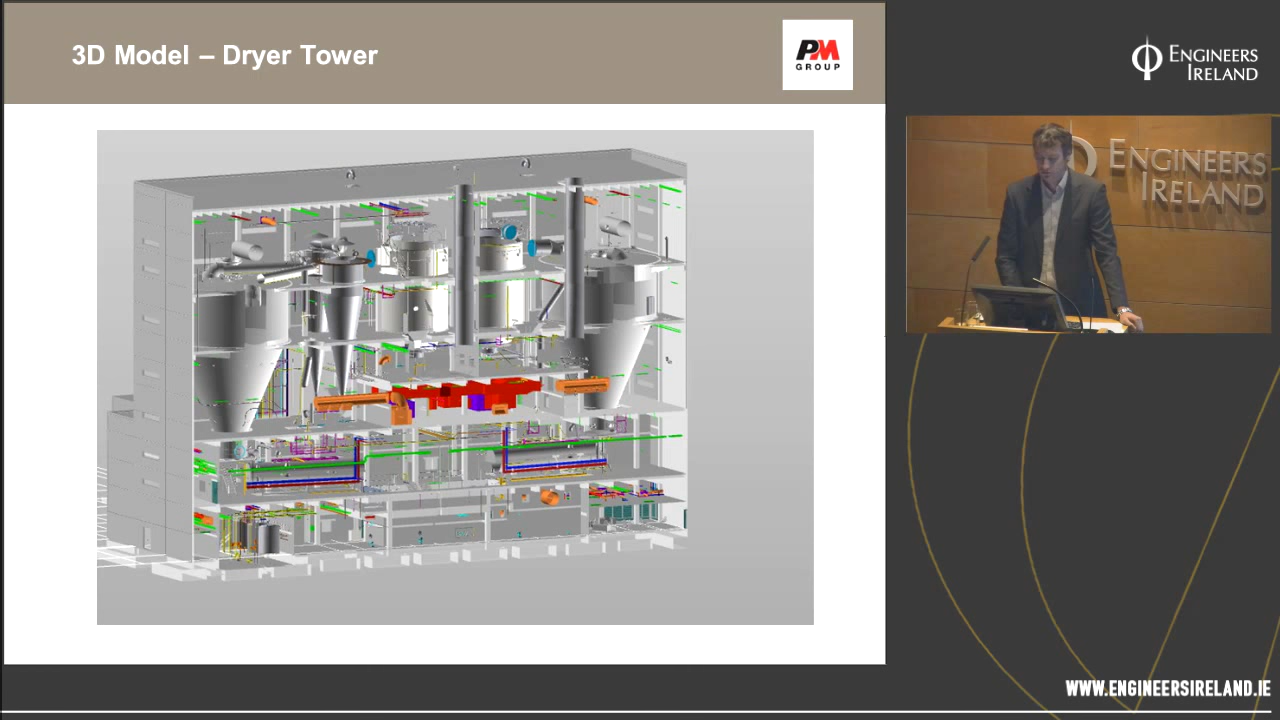 3D Model – Dryer Tower
PM
GROUP
ENGINEERS
IRELAND
ENGINEERS
IRELAND
WWW.ENGINEERSIRELAND.IE